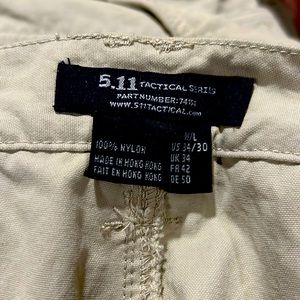 5.11 TACTICAL SERIES
PART NUMBER: 74251
WWW.511TACTICAL.com
W/L
100% NYLON US 34/30
MADE IN HONG KONG UK 34
FAIT EN HONG KONG FR 42
DE 50